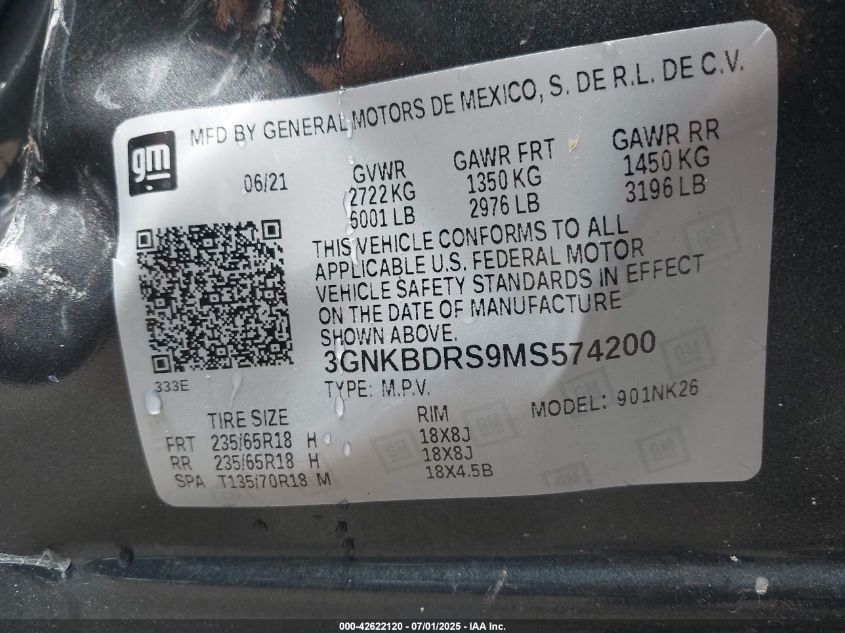 gm
MFD BY GENERAL MOTORS DE MEXICO, S. DE R.L. DE C.V.
06/21
GVWR
2722 KG
6001 LB
GAWR FRT
1350 KG
2976 LB
GAWR RR
1450 KG
3196 LB
THIS VEHICLE CONFORMS TO ALL
APPLICABLE U.S. FEDERAL MOTOR
VEHICLE SAFETY STANDARDS IN EFFECT
ON THE DATE OF MANUFACTURE
SHOWN ABOVE.
333E
3GNKBDRS9MS574200
TYPE: M.P.V.
MODEL: 901NK26
TIRE SIZE RIM
FRT 235/65R18 H 18X8J
RR 235/65R18 H 18X8J
SPA T135/70R18 M 18X4.5B
000-42622120 - 07/01/2025 - IAA Inc.